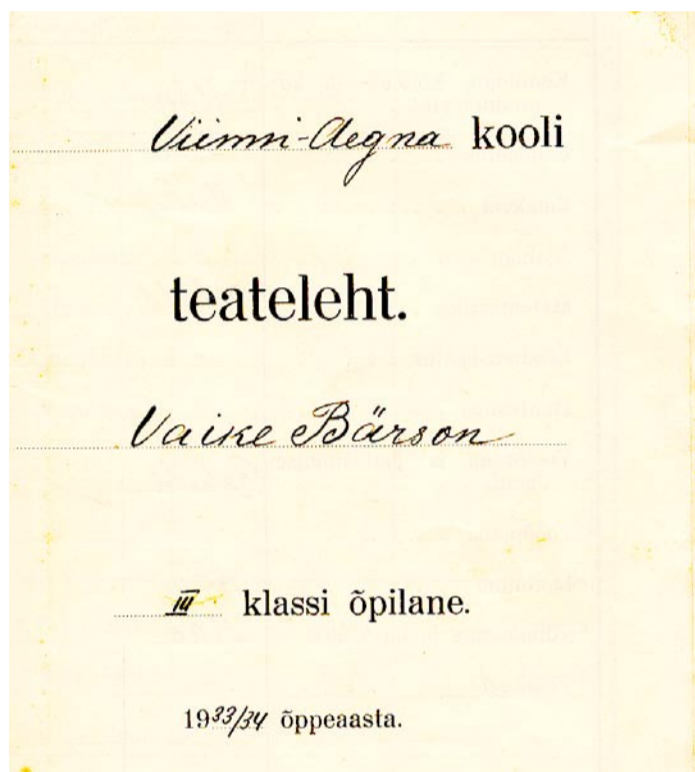 Viimsi-Aegna kooli
teateleht.
Vaike Bärson
III klassi õpilane.
1933/34 õppeaasta.